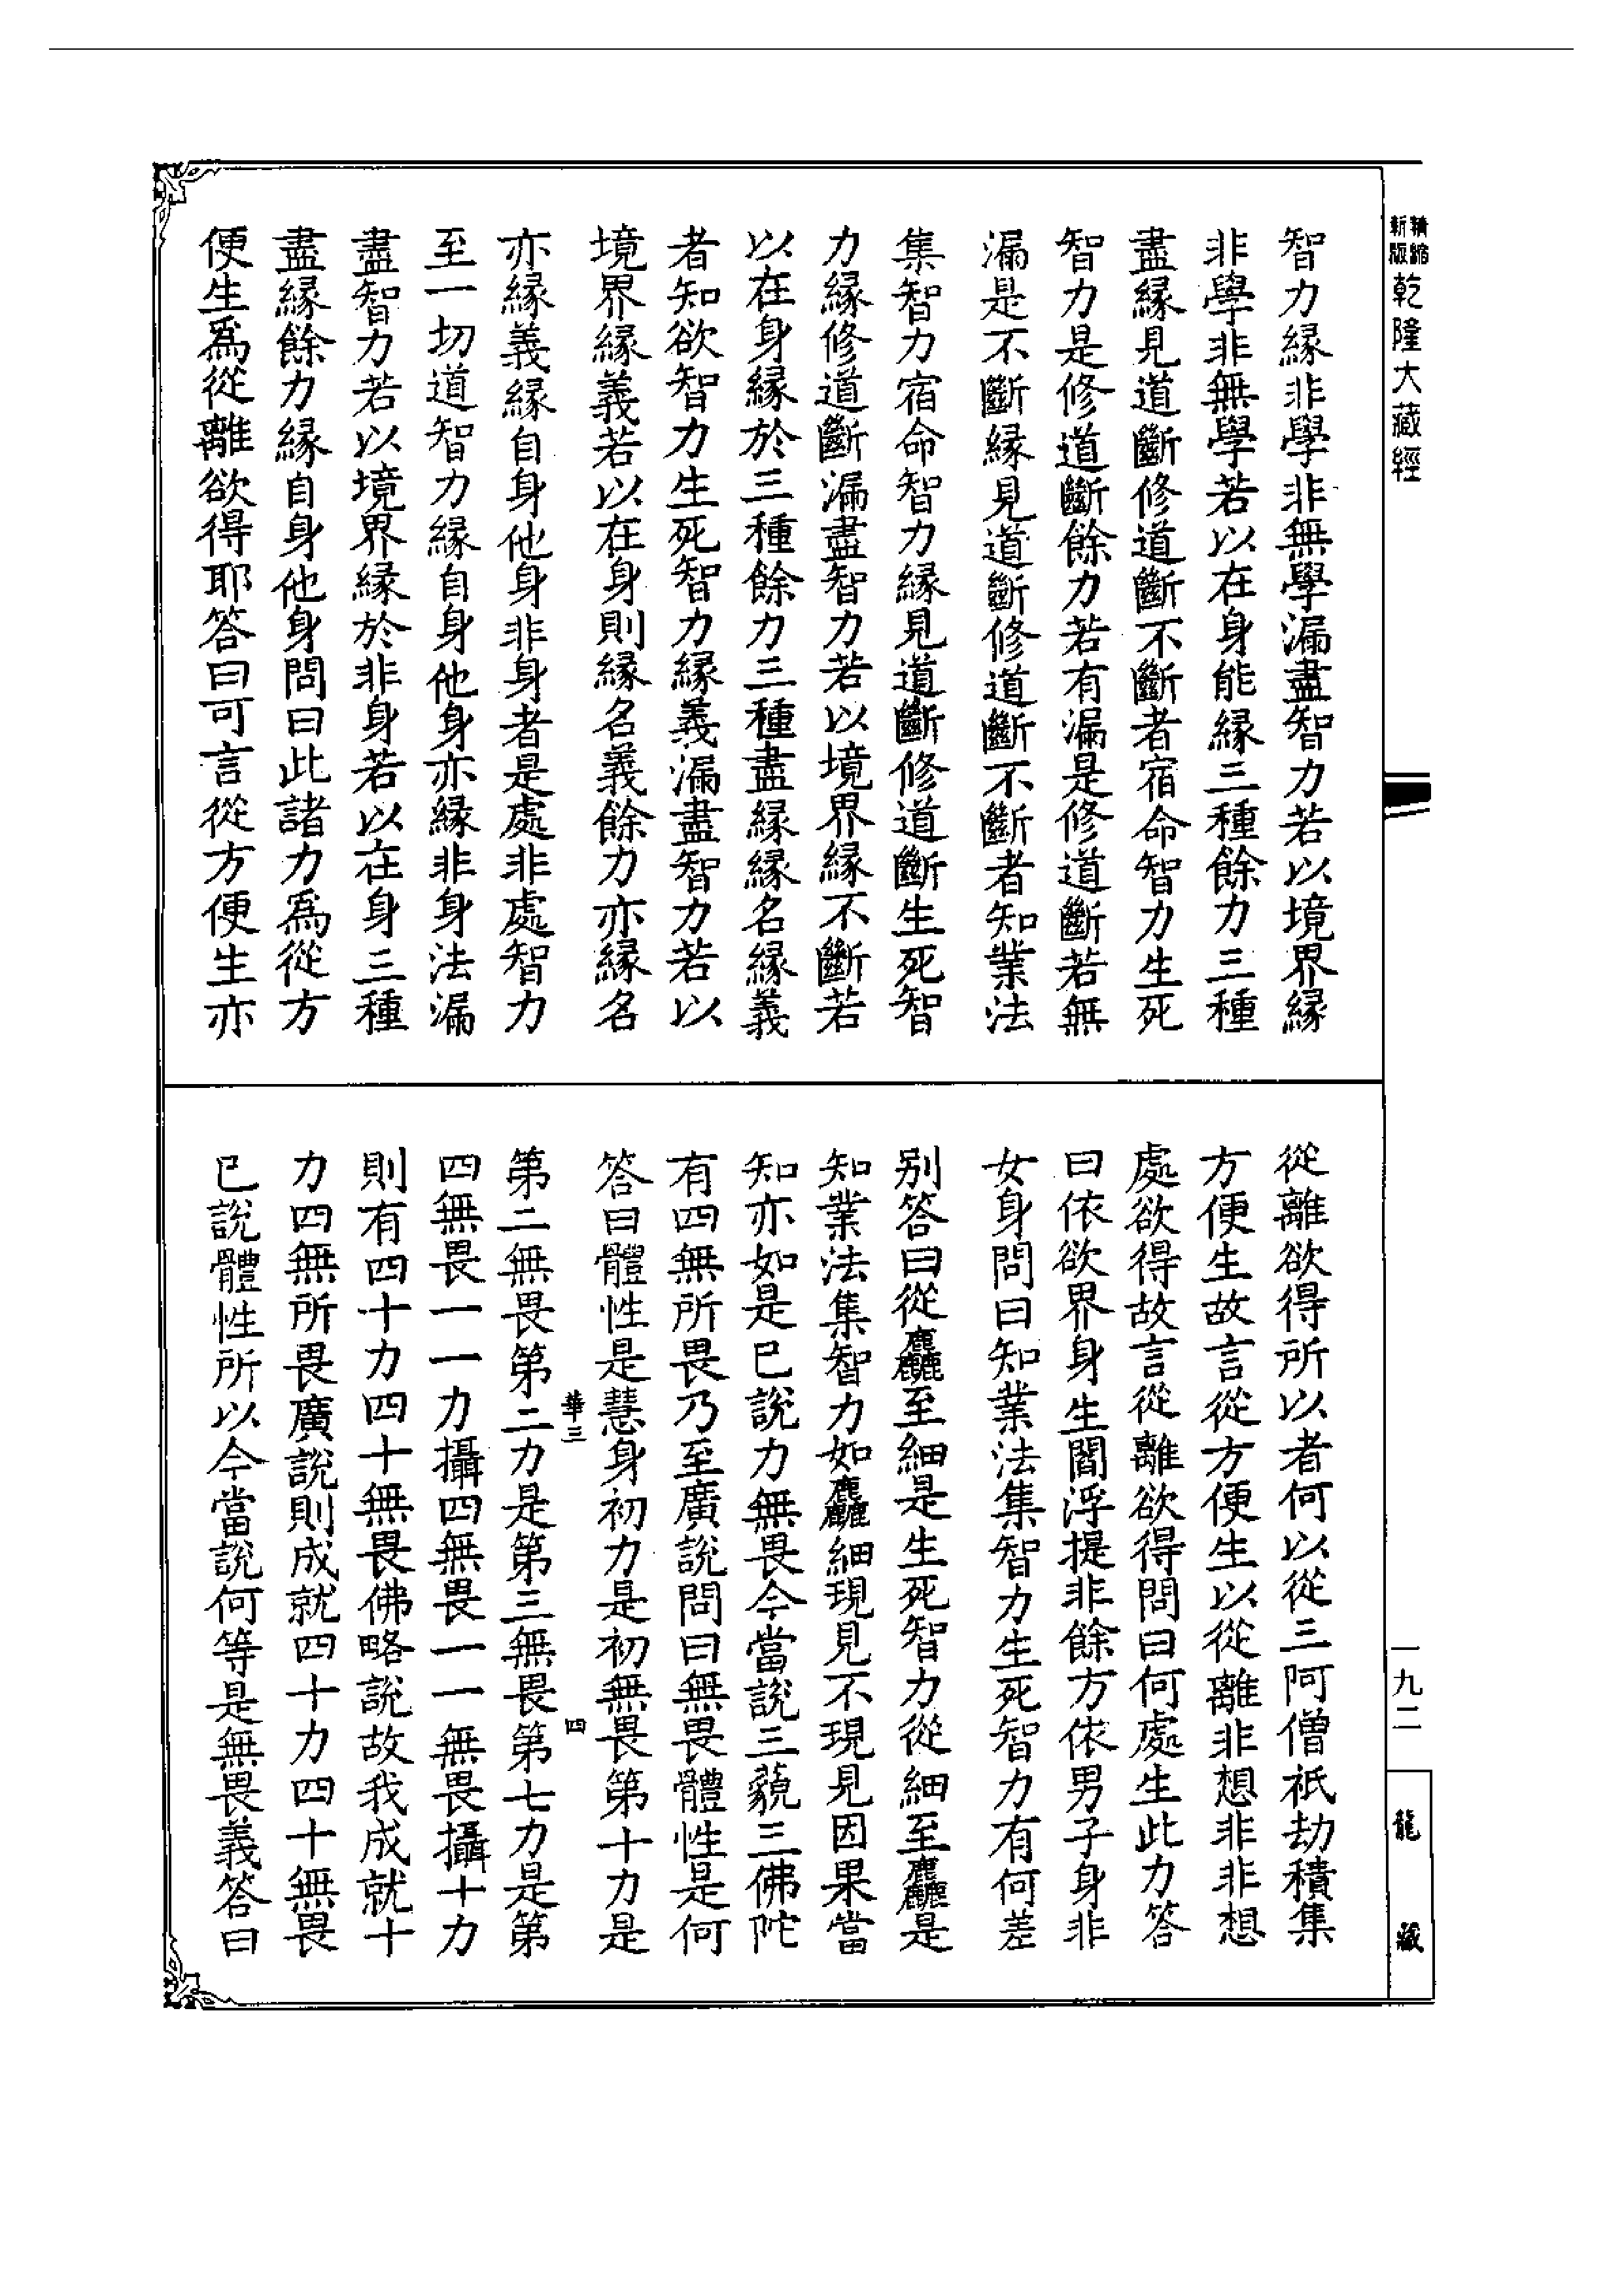 精縮新版乾隆大藏經
智力緣非學非無學漏盡智力若以境界緣
非學非無學若以在身能緣三種餘力三種
盡緣見道斷修道斷不斷者宿命智力生死
智力是修道斷餘力若有漏是修道斷若無
漏是不斷緣見道斷修道斷不斷者知業法
集智力宿命智力緣見道斷修道斷生死智
力緣修道斷漏盡智力若以境界緣不斷若
以在身緣於三種餘力三種盡緣緣名緣義
者知欲智力生死智力緣義漏盡智力若以
境界緣義若以在身則緣名義餘力亦緣名
亦緣義緣自身他身非身者是處非處智力
至一切道智力緣自身他身亦緣非身法漏
盡智力若以境界緣於非身若以在身三種
盡緣餘力緣自身他身問曰此諸力爲從方
便生爲從離欲得耶答曰可言從方便生亦
從離欲得所以者何以從三阿僧祇劫積集
方便生故言從方便生以從離非想非非想
處欲得故言從離欲得問曰何處生此力答
曰依欲界身生閻浮提非餘方依男子身非
女身問曰知業法集智力生死智力有何差
別答曰從麤至細是生死智力從細至麤是
知業法集智力如麤細現見不現見因果當
知亦如是已說力無畏今當說三藐三佛陀
有四無所畏乃至廣說問曰無畏體性是何
答曰體性是慧身初力是初無畏第十力是
華三 四
第二無畏第二力是第三無畏第七力是第
四無畏一一力攝四無畏一一無畏攝十力
則有四十力四十無畏佛略說故我成就十
力四無所畏廣說則成就四十力四十無畏
已說體性所以今當說何等是無畏義答曰
一九二
龍藏